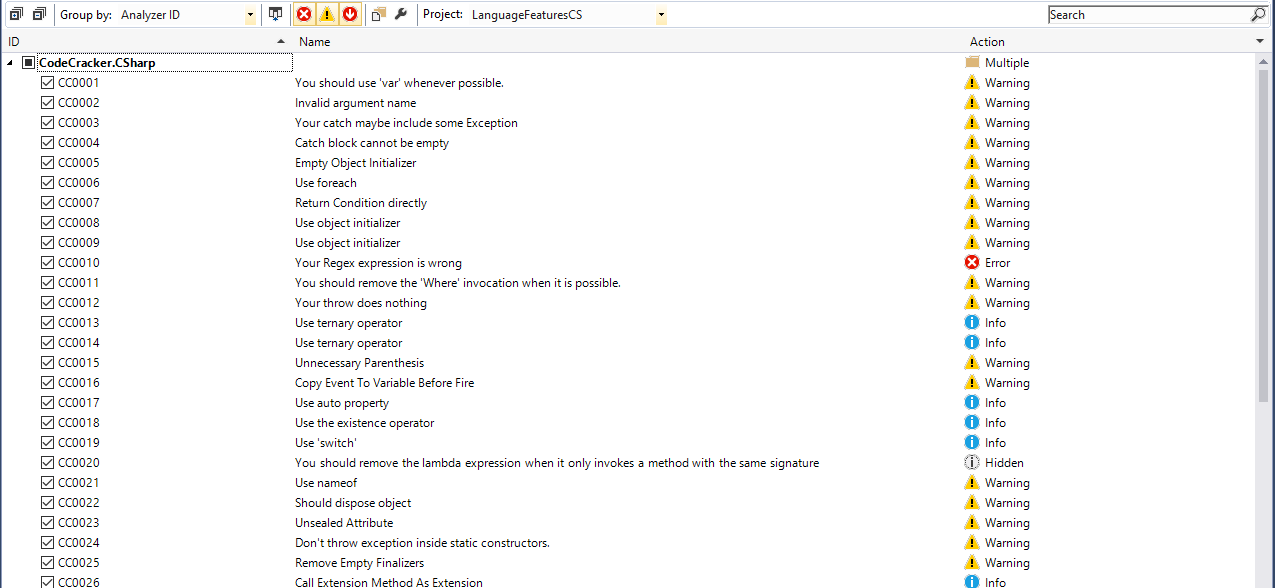 Group by: Analyzer ID Project: LanguageFeaturesCS Search
ID Name Action
CodeCracker.CSharp Multiple
CC0001 You should use 'var' whenever possible. Warning
CC0002 Invalid argument name Warning
CC0003 Your catch maybe include some Exception Warning
CC0004 Catch block cannot be empty Warning
CC0005 Empty Object Initializer Warning
CC0006 Use foreach Warning
CC0007 Return Condition directly Warning
CC0008 Use object initializer Warning
CC0009 Use object initializer Warning
CC0010 Your Regex expression is wrong Error
CC0011 You should remove the 'Where' invocation when it is possible. Warning
CC0012 Your throw does nothing Warning
CC0013 Use ternary operator Info
CC0014 Use ternary operator Info
CC0015 Unnecessary Parenthesis Warning
CC0016 Copy Event To Variable Before Fire Warning
CC0017 Use auto property Info
CC0018 Use the existence operator Info
CC0019 Use 'switch' Info
CC0020 You should remove the lambda expression when it only invokes a method with the same signature Hidden
CC0021 Use nameof Warning
CC0022 Should dispose object Warning
CC0023 Unsealed Attribute Warning
CC0024 Don't throw exception inside static constructors. Warning
CC0025 Remove Empty Finalizers Warning
CC0026 Call Extension Method As Extension Info